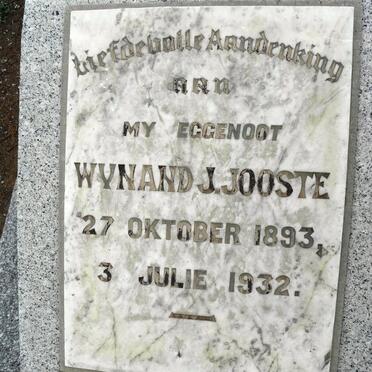 Liefdevolle Aandenking
aan
MY EGGENOOT
WYNAND J. JOOSTE
27 OKTOBER 1893,
3 JULIE 1932.